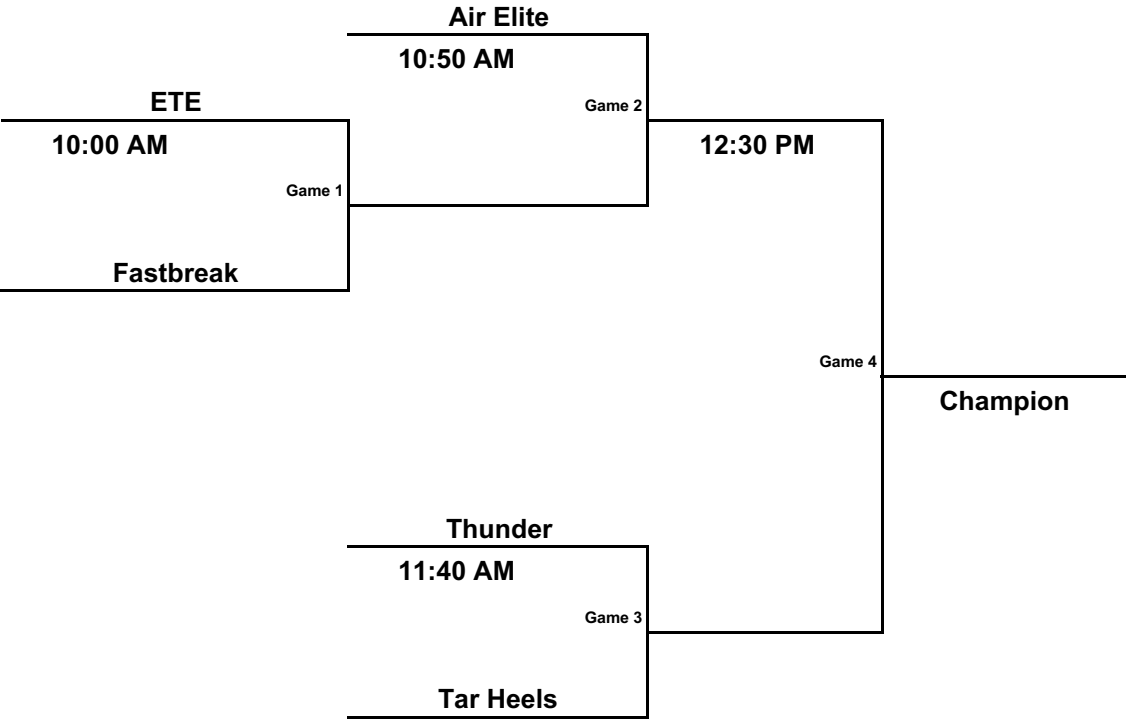 Air Elite
10:50 AM
ETE
Game 2
10:00 AM
12:30 PM
Game 1
Fastbreak
Game 4
Champion
Thunder
11:40 AM
Game 3
Tar Heels